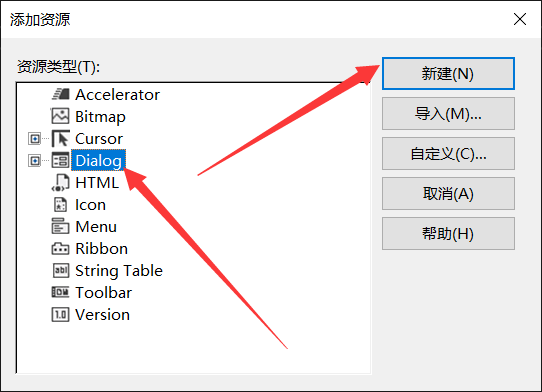 添加资源
资源类型(T):
Accelerator
Bitmap
Cursor
Dialog
HTML
Icon
Menu
Ribbon
String Table
Toolbar
Version
新建(N)
导入(M)...
自定义(C)...
取消(A)
帮助(H)